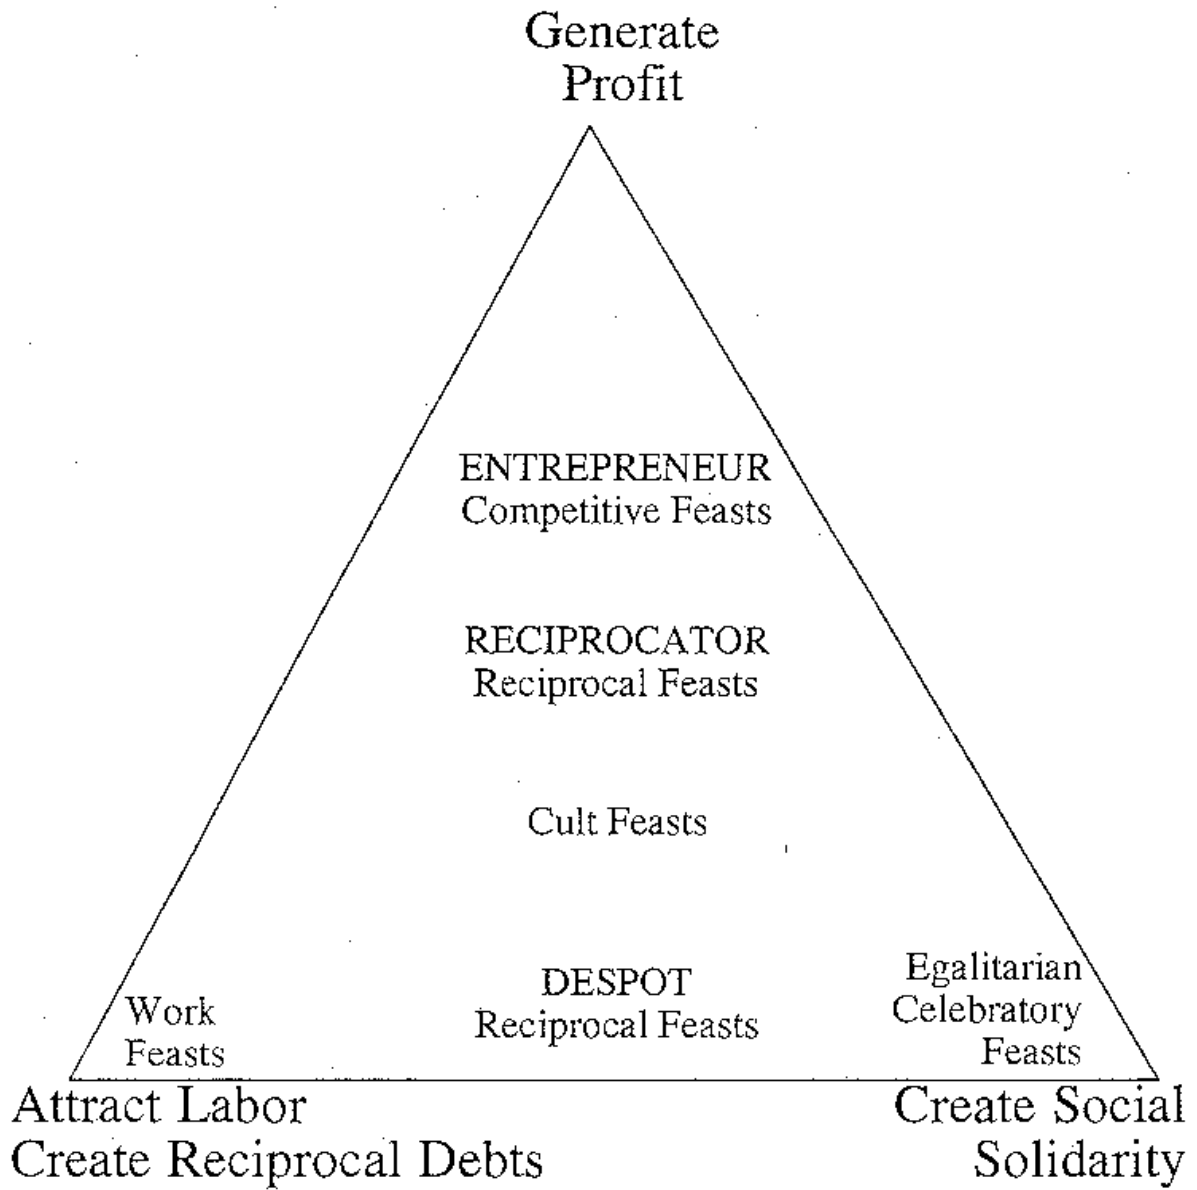 Generate
Profit
ENTREPRENEUR
Competitive Feasts
RECIPROCATOR
Reciprocal Feasts
Cult Feasts
DESPOT
Reciprocal Feasts
Work
Feasts
Egalitarian
Celebratory
Feasts
Attract Labor
Create Reciprocal Debts
Create Social
Solidarity